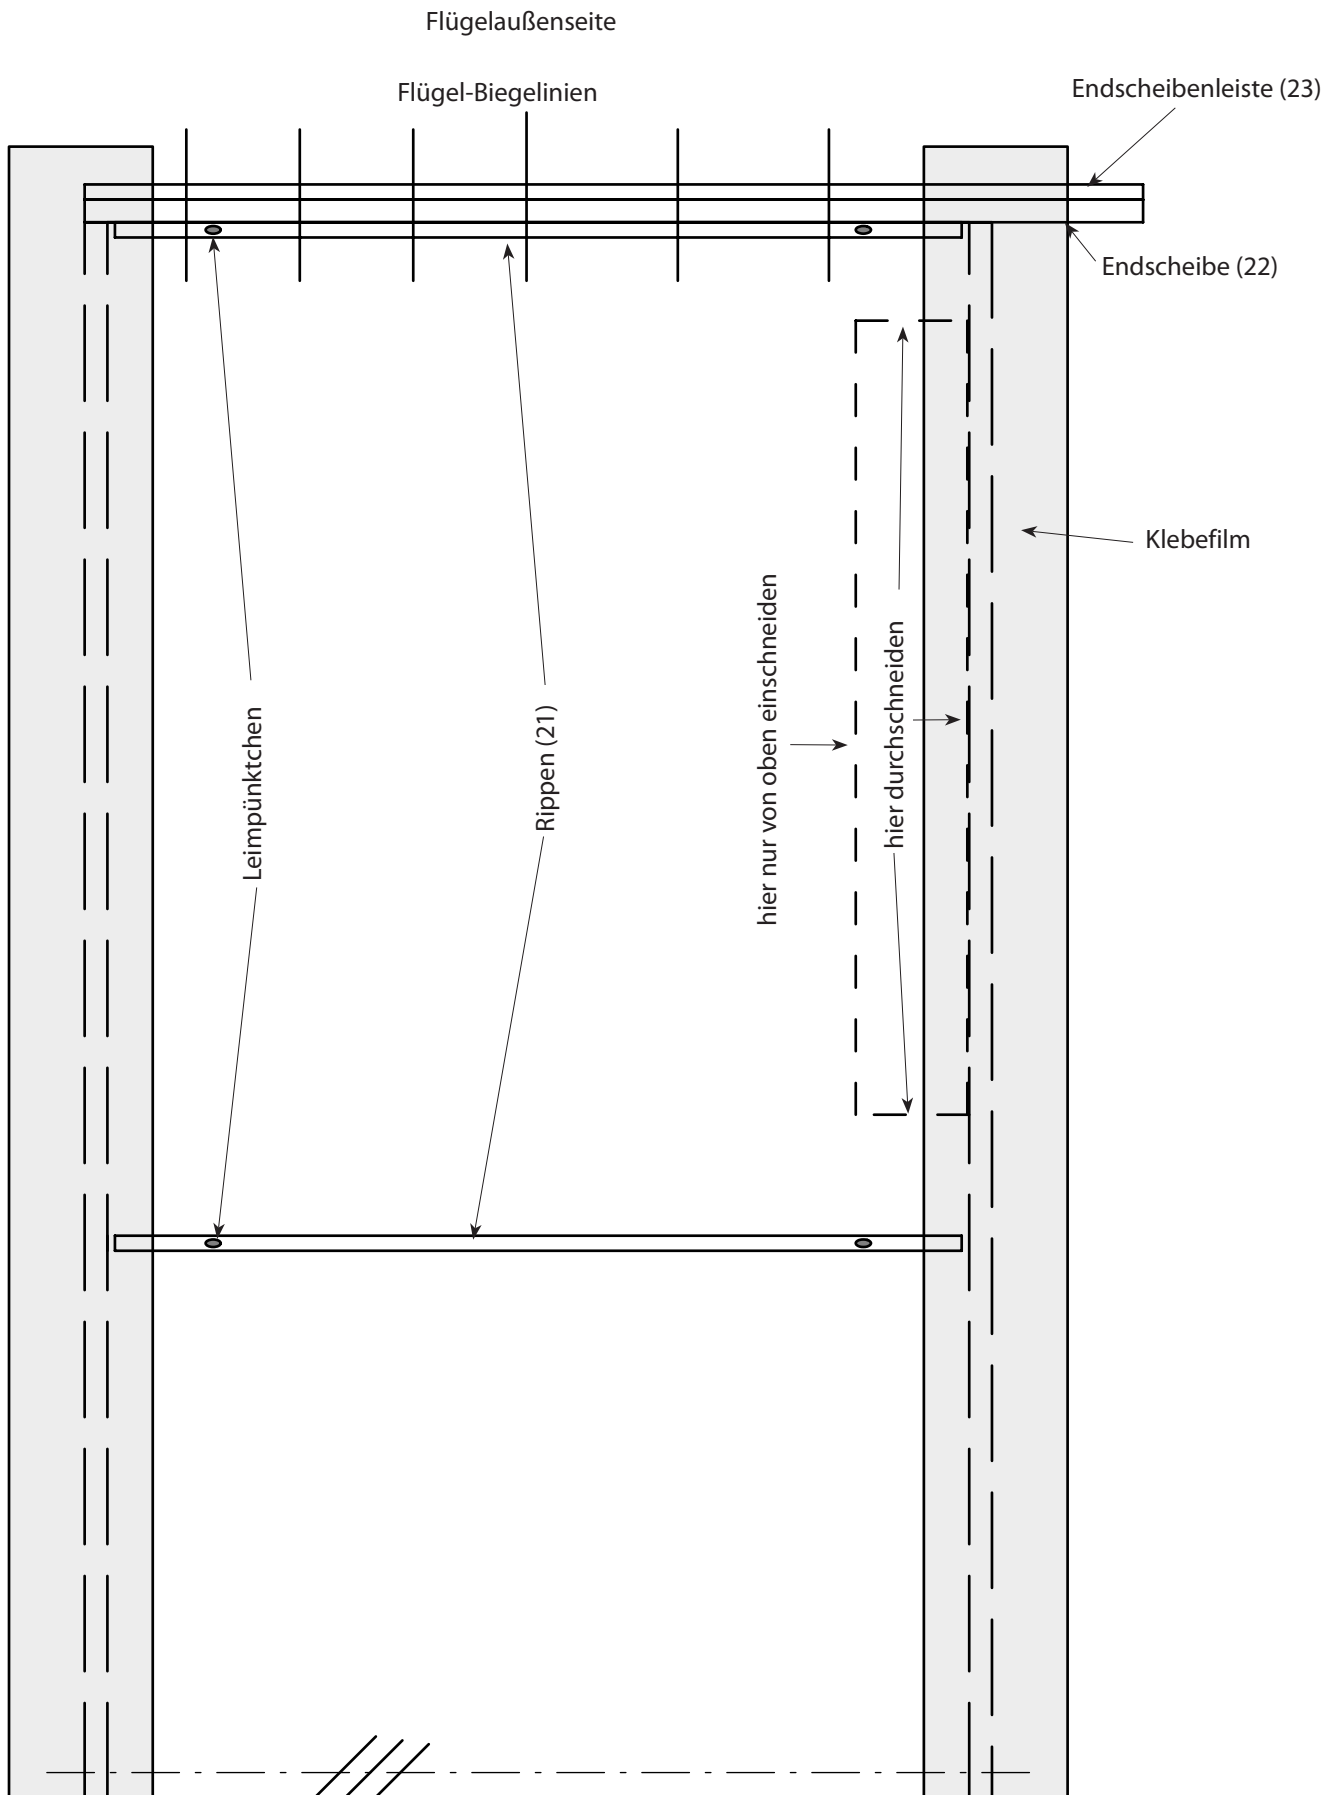 Flügelaußenseite
Flügel-Biegelinien
Endscheibenleiste (23)
Endscheibe (22)
Klebefilm
hier nur von oben einschneiden
hier durchschneiden
Leimpünktchen
Rippen (21)